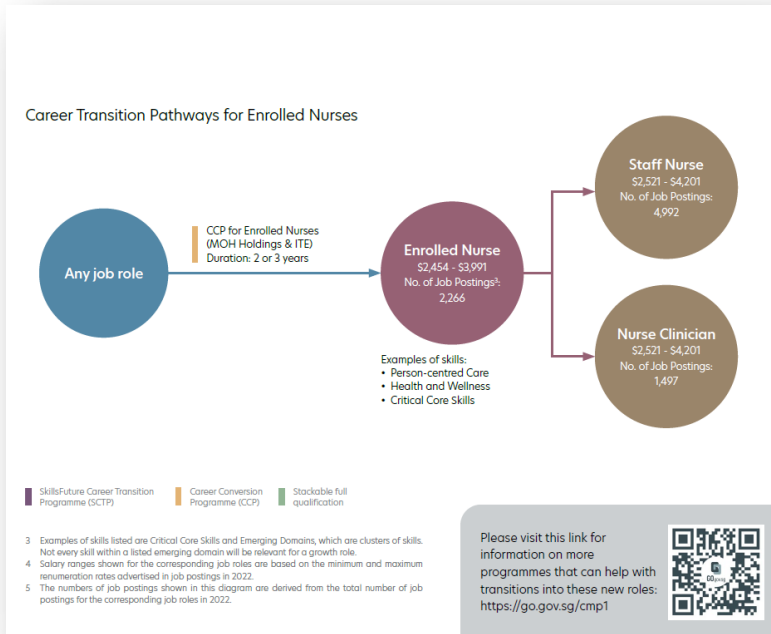 Career Transition Pathways for Enrolled Nurses
Any job role
CCP for Enrolled Nurses
(MOH Holdings & ITE)
Duration: 2 or 3 years
Enrolled Nurse
$2,454 - $3,991
No. of Job Postings³:
2,266
Examples of skills:
• Person-centred Care
• Health and Wellness
• Critical Core Skills
Staff Nurse
$2,521 - $4,201
No. of Job Postings:
4,992
Nurse Clinician
$2,521 - $4,201
No. of Job Postings:
1,497
SkillsFuture Career Transition
Programme (SCTP)
Career Conversion
Programme (CCP)
Stackable full
qualification
3 Examples of skills listed are Critical Core Skills and Emerging Domains, which are clusters of skills.
Not every skill within a listed emerging domain will be relevant for a growth role.
4 Salary ranges shown for the corresponding job roles are based on the minimum and maximum
renumeration rates advertised in job postings in 2022.
5 The numbers of job postings shown in this diagram are derived from the total number of job
postings for the corresponding job roles in 2022.
Please visit this link for
information on more
programmes that can help with
transitions into these new roles:
https://go.gov.sg/cmp1